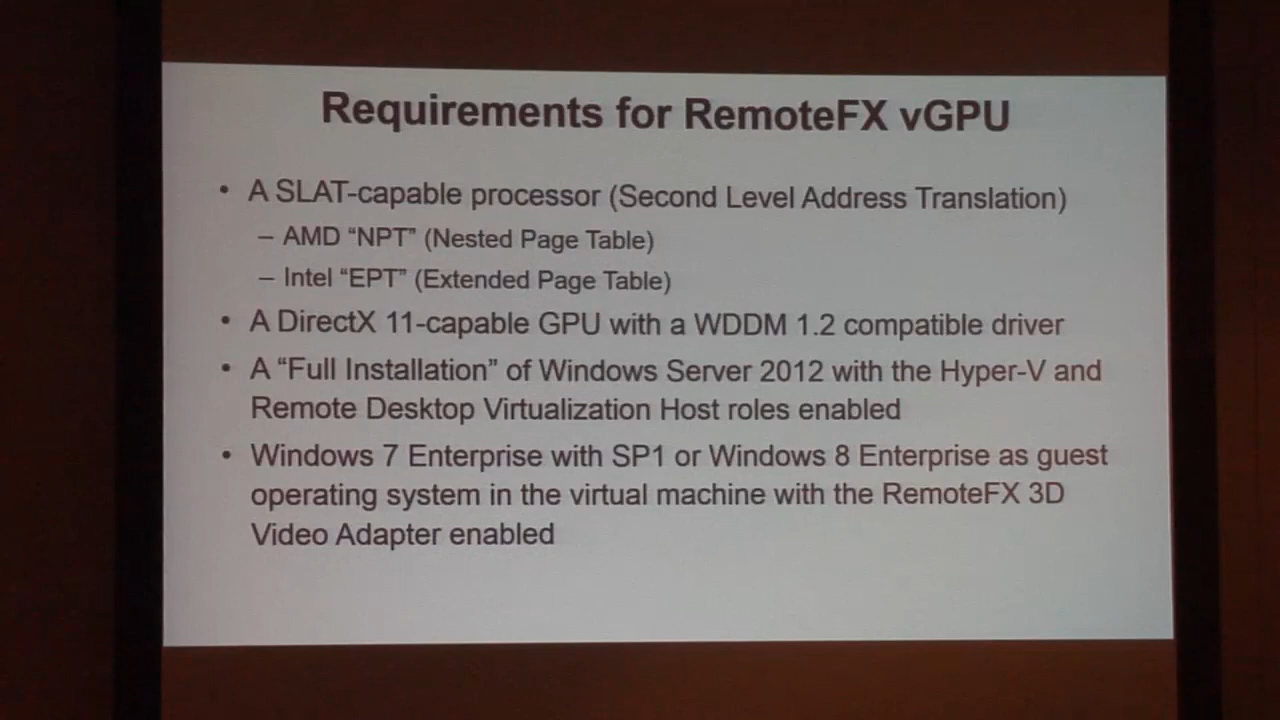 Requirements for RemoteFX vGPU
• A SLAT-capable processor (Second Level Address Translation)
– AMD “NPT” (Nested Page Table)
– Intel “EPT” (Extended Page Table)
• A DirectX 11-capable GPU with a WDDM 1.2 compatible driver
• A “Full Installation” of Windows Server 2012 with the Hyper-V and
Remote Desktop Virtualization Host roles enabled
• Windows 7 Enterprise with SP1 or Windows 8 Enterprise as guest
operating system in the virtual machine with the RemoteFX 3D
Video Adapter enabled